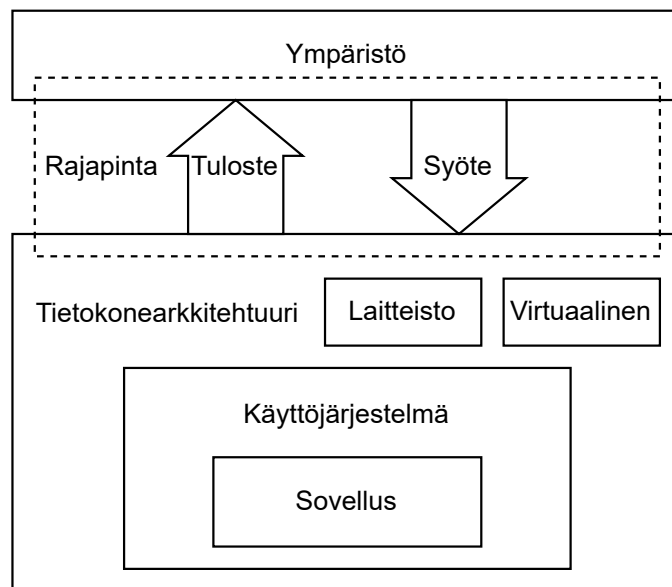 Ympäristö
Rajapinta
Tuloste
Syöte
Tietokonearkkitehtuuri
Laitteisto
Virtuaalinen
Käyttöjärjestelmä
Sovellus